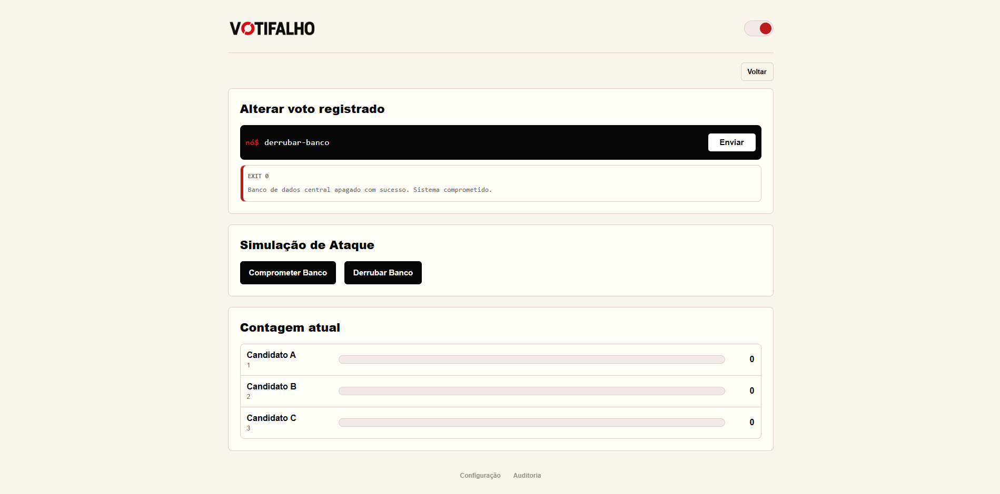 VOTIFALHO
Voltar
Alterar voto registrado
nó$ derrubar-banco
Enviar
EXIT 0
Banco de dados central apagado com sucesso. Sistema comprometido.
Simulação de Ataque
Comprometer Banco Derrubar Banco
Contagem atual
Candidato A
1
0
Candidato B
2
0
Candidato C
3
0
Configuração Auditoria